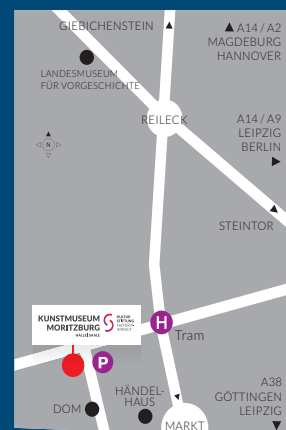 GIEBICHENSTEIN
A14 / A2
MAGDEBURG
HANNOVER
LANDESMUSEUM
FÜR VORGESCHICHTE
REILECK
A14 / A9
LEIPZIG
BERLIN
N
STEINTOR
KUNSTMUSEUM
MORITZBURG
HALLE|SAALE
KULTUR
STIFTUNG
SACHSEN-
ANHALT
H
Tram
P
A38
GÖTTINGEN
LEIPZIG
HÄNDEL-
HAUS
DOM
MARKT